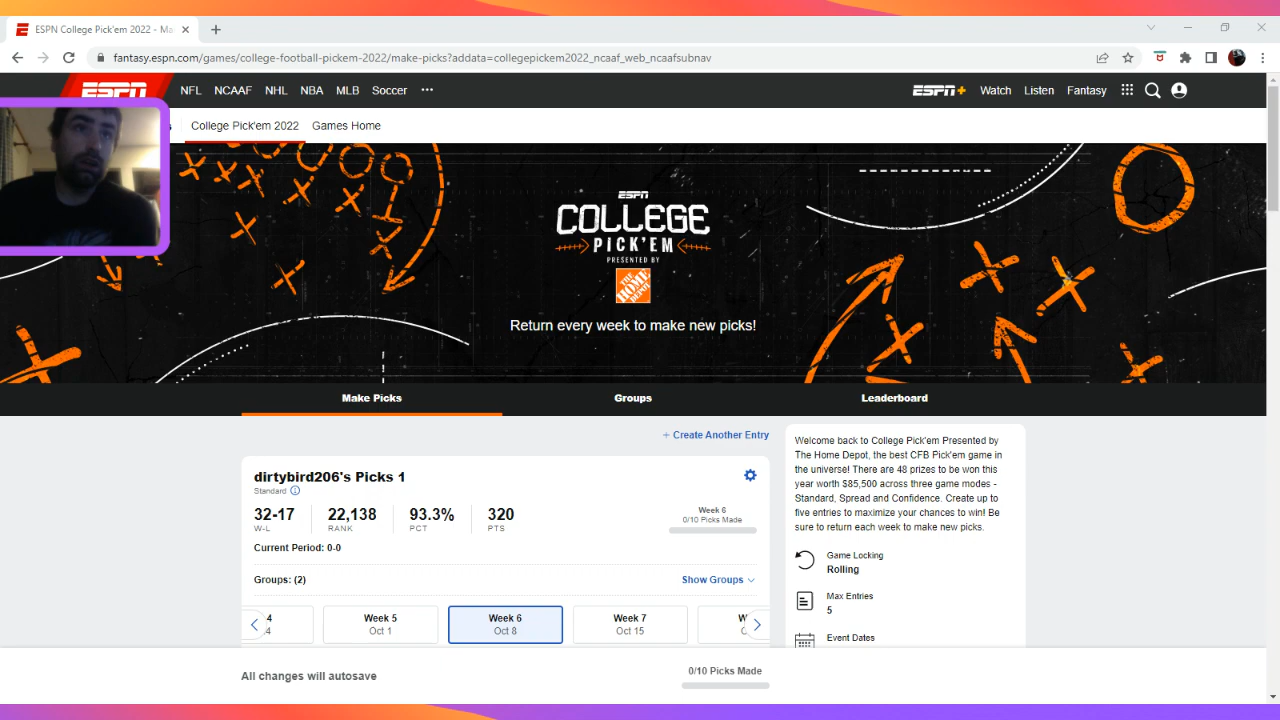 ESPN College Pick'em 2022 - Ma
fantasy.espn.com/games/college-football-pickem-2022/make-picks?addata=collegepickem2022_ncaaf_web_ncaafsubnav
ESPN NFL NCAAF NHL NBA MLB Soccer ESPN+ Watch Listen Fantasy
s College Pick'em 2022 Games Home
ESPN
COLLEGE
PICK'EM
PRESENTED BY
THE HOME DEPOT
Return every week to make new picks!
Make Picks Groups Leaderboard
+ Create Another Entry
dirtybird206's Picks 1
Standard
32-17 22,138 93.3% 320
W-L RANK PCT PTS
Week 6
0/10 Picks Made
Current Period: 0-0
Groups: (2) Show Groups
4 Week 5 Week 6 Week 7 W
4 Oct 1 Oct 8 Oct 15 O
Welcome back to College Pick'em Presented by
The Home Depot, the best CFB Pick'em game in
the universe! There are 48 prizes to be won this
year worth $85,500 across three game modes -
Standard, Spread and Confidence. Create up to
five entries to maximize your chances to win! Be
sure to return each week to make new picks.
Game Locking
Rolling
Max Entries
5
Event Dates
All changes will autosave
0/10 Picks Made